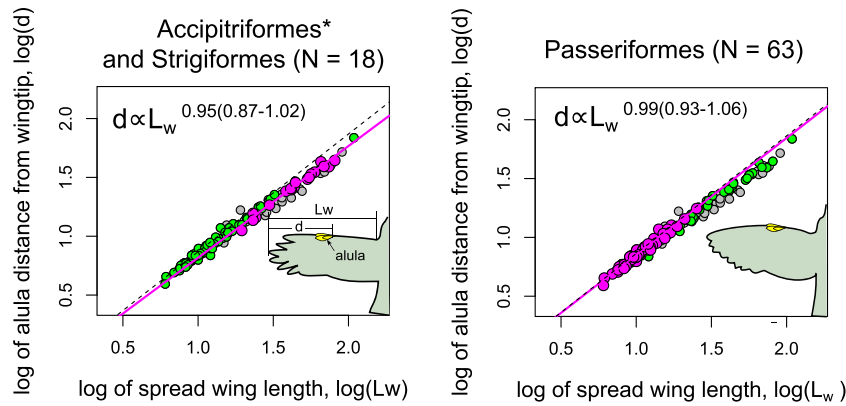 Accipitriformes*
and Strigiformes (N = 18)
log of alula distance from wingtip, log(d)
d∝Lw 0.95(0.87-1.02)
2.0
1.5
1.0
0.5
Lw
d
alula
0.5 1.0 1.5 2.0
log of spread wing length, log(Lw)
Passeriformes (N = 63)
log of alula distance from wingtip, log(d)
d∝Lw 0.99(0.93-1.06)
2.0
1.5
1.0
0.5
0.5 1.0 1.5 2.0
log of spread wing length, log(Lw )